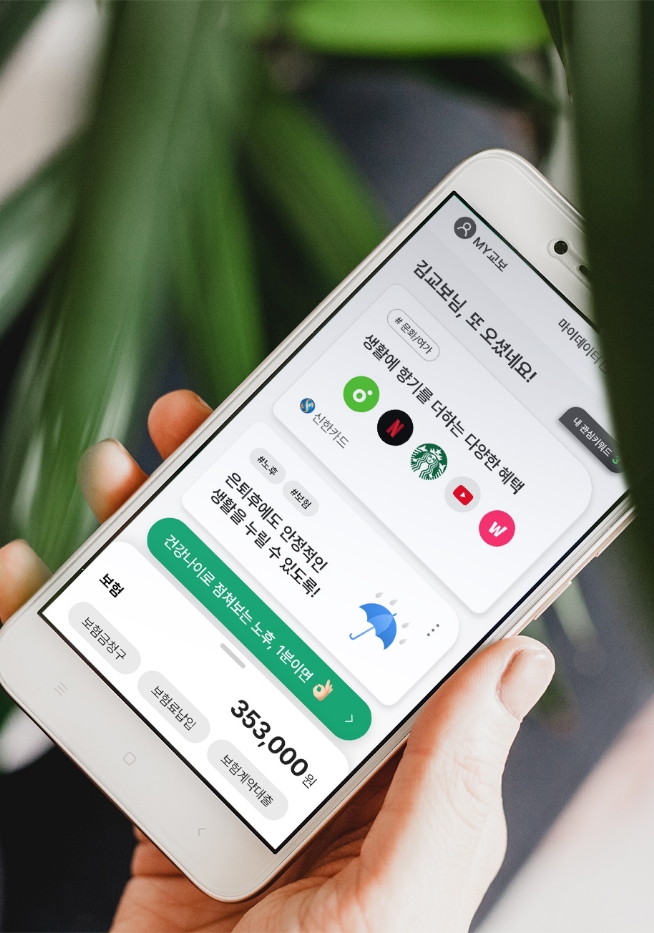 MY교보
마이데이터
김교보님, 또 오셨네요!
내 관심키워드
# 문화/여가
생활에 향기를 더하는 다양한 혜택
N
W
신한카드
#노후 #보험
은퇴후에도 안정적인
생활을 누릴 수 있도록!
건강나이로 점쳐보는 노후, 1분이면
보험
353,000 원
보험금청구
보험료납입
보험계약대출